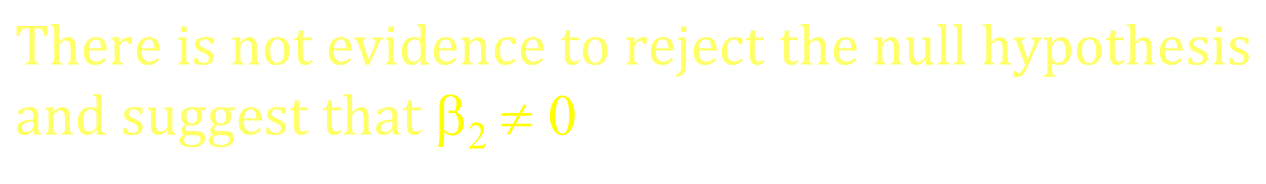 There is not evidence to reject the null hypothesis
and suggest that β₂ ≠ 0